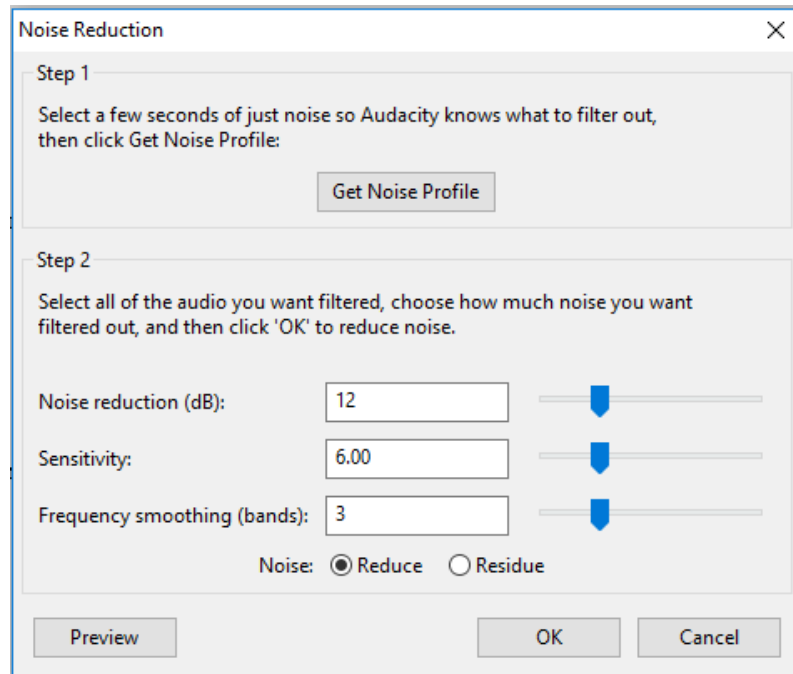 Noise Reduction
Step 1
Select a few seconds of just noise so Audacity knows what to filter out,
then click Get Noise Profile:
Get Noise Profile
Step 2
Select all of the audio you want filtered, choose how much noise you want
filtered out, and then click 'OK' to reduce noise.
Noise reduction (dB): 12
Sensitivity: 6.00
Frequency smoothing (bands): 3
Noise: Reduce Residue
Preview OK Cancel